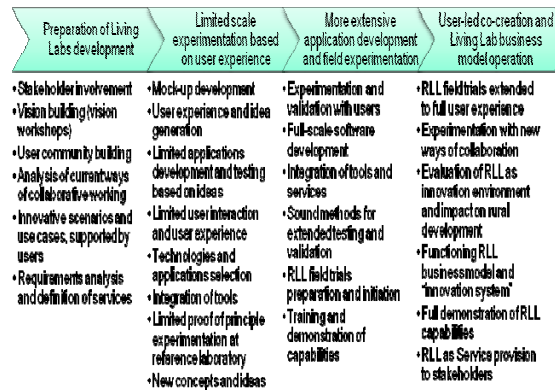 Preparation of Living
Labs development
• Stakeholder involvement
• Vision building (vision
workshops)
• User community building
• Analysis of current ways
of collaborative working
• Innovative scenarios and
use cases, supported by
users
• Requirements analysis
and definition of services
Limited scale
experimentation based
on user experience
• Mock-up development
• User experience and idea
generation
• Limited applications
development and testing
based on ideas
• Limited user interaction
and user experience
• Technologies and
applications selection
• Integration of tools
• Limited proof of principle
experimentation at
reference laboratory
• New concepts and ideas
More extensive
application development
and field experimentation
• Experimentation and
validation with users
• Full-scale software
development
• Integration of tools and
services
• Sound methods for
extended testing and
validation
• RLL field trials
preparation and initiation
• Training and
demonstration of
capabilities
User-led co-creation and
Living Lab business
model operation
• RLL field trials extended
to full user experience
• Experimentation with new
ways of collaboration
• Evaluation of RLL as
innovation environment
and impact on rural
development
• Functioning RLL
business model and
"innovation system"
• Full demonstration of RLL
capabilities
• RLL as Service provision
to stakeholders